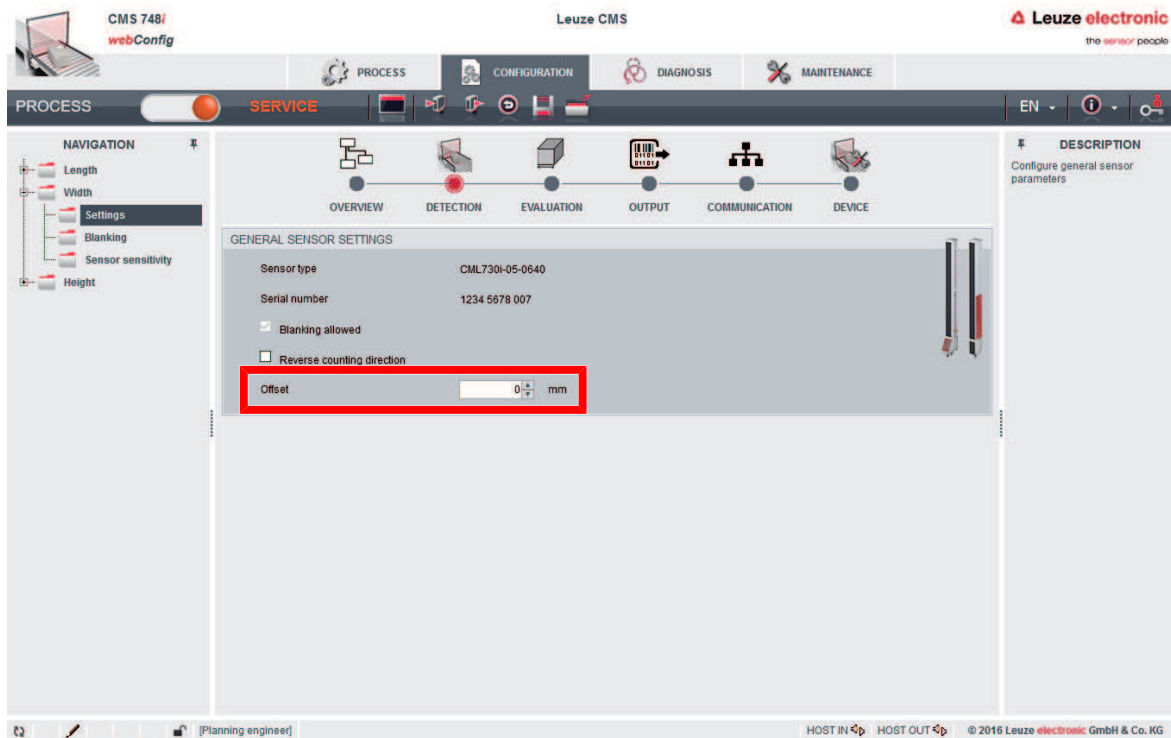 CMS 748i
webConfig
Leuze CMS
Leuze electronic
the sensor people
PROCESS
CONFIGURATION
DIAGNOSIS
MAINTENANCE
PROCESS
SERVICE
EN
NAVIGATION
Length
Width
Settings
Blanking
Sensor sensitivity
Height
OVERVIEW
DETECTION
EVALUATION
OUTPUT
COMMUNICATION
DEVICE
GENERAL SENSOR SETTINGS
Sensor type CML730i-05-0640
Serial number 1234 5678 007
Blanking allowed
Reverse counting direction
Offset 0 mm
DESCRIPTION
Configure general sensor
parameters
[Planning engineer]
HOST IN
HOST OUT
© 2016 Leuze electronic GmbH & Co. KG